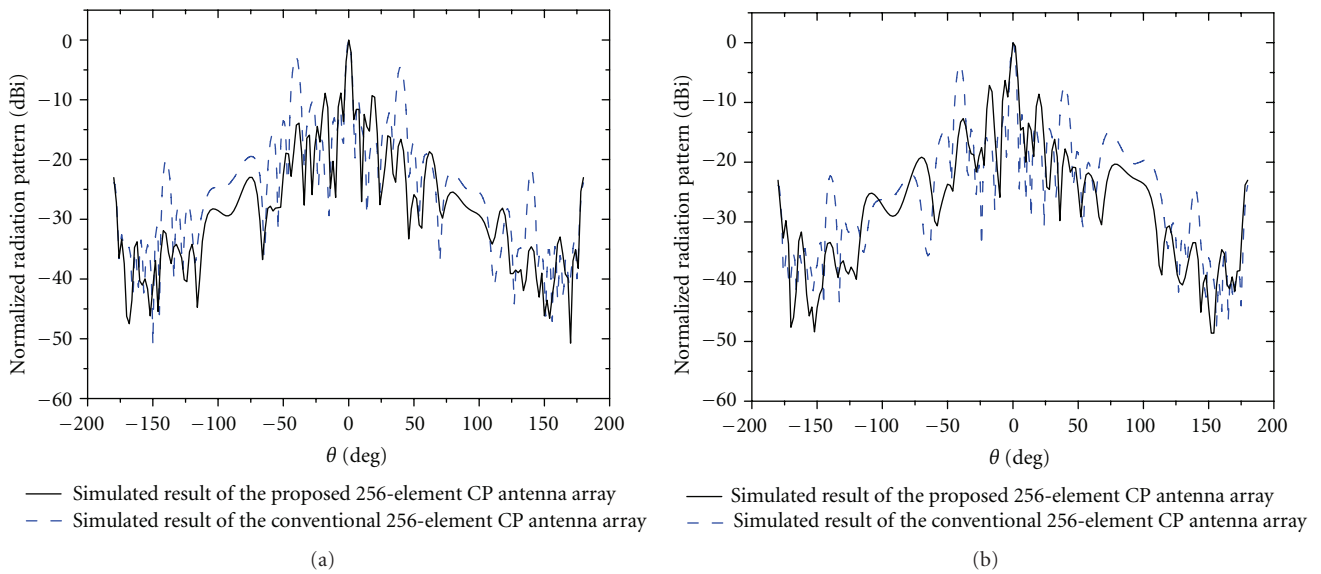 0
−10
−20
−30
−40
−50
−60
Normalized radiation pattern (dBi)
−200 −150 −100 −50 0 50 100 150 200
θ (deg)
Simulated result of the proposed 256-element CP antenna array
Simulated result of the conventional 256-element CP antenna array
(a)
0
−10
−20
−30
−40
−50
−60
Normalized radiation pattern (dBi)
−200 −150 −100 −50 0 50 100 150 200
θ (deg)
Simulated result of the proposed 256-element CP antenna array
Simulated result of the conventional 256-element CP antenna array
(b)